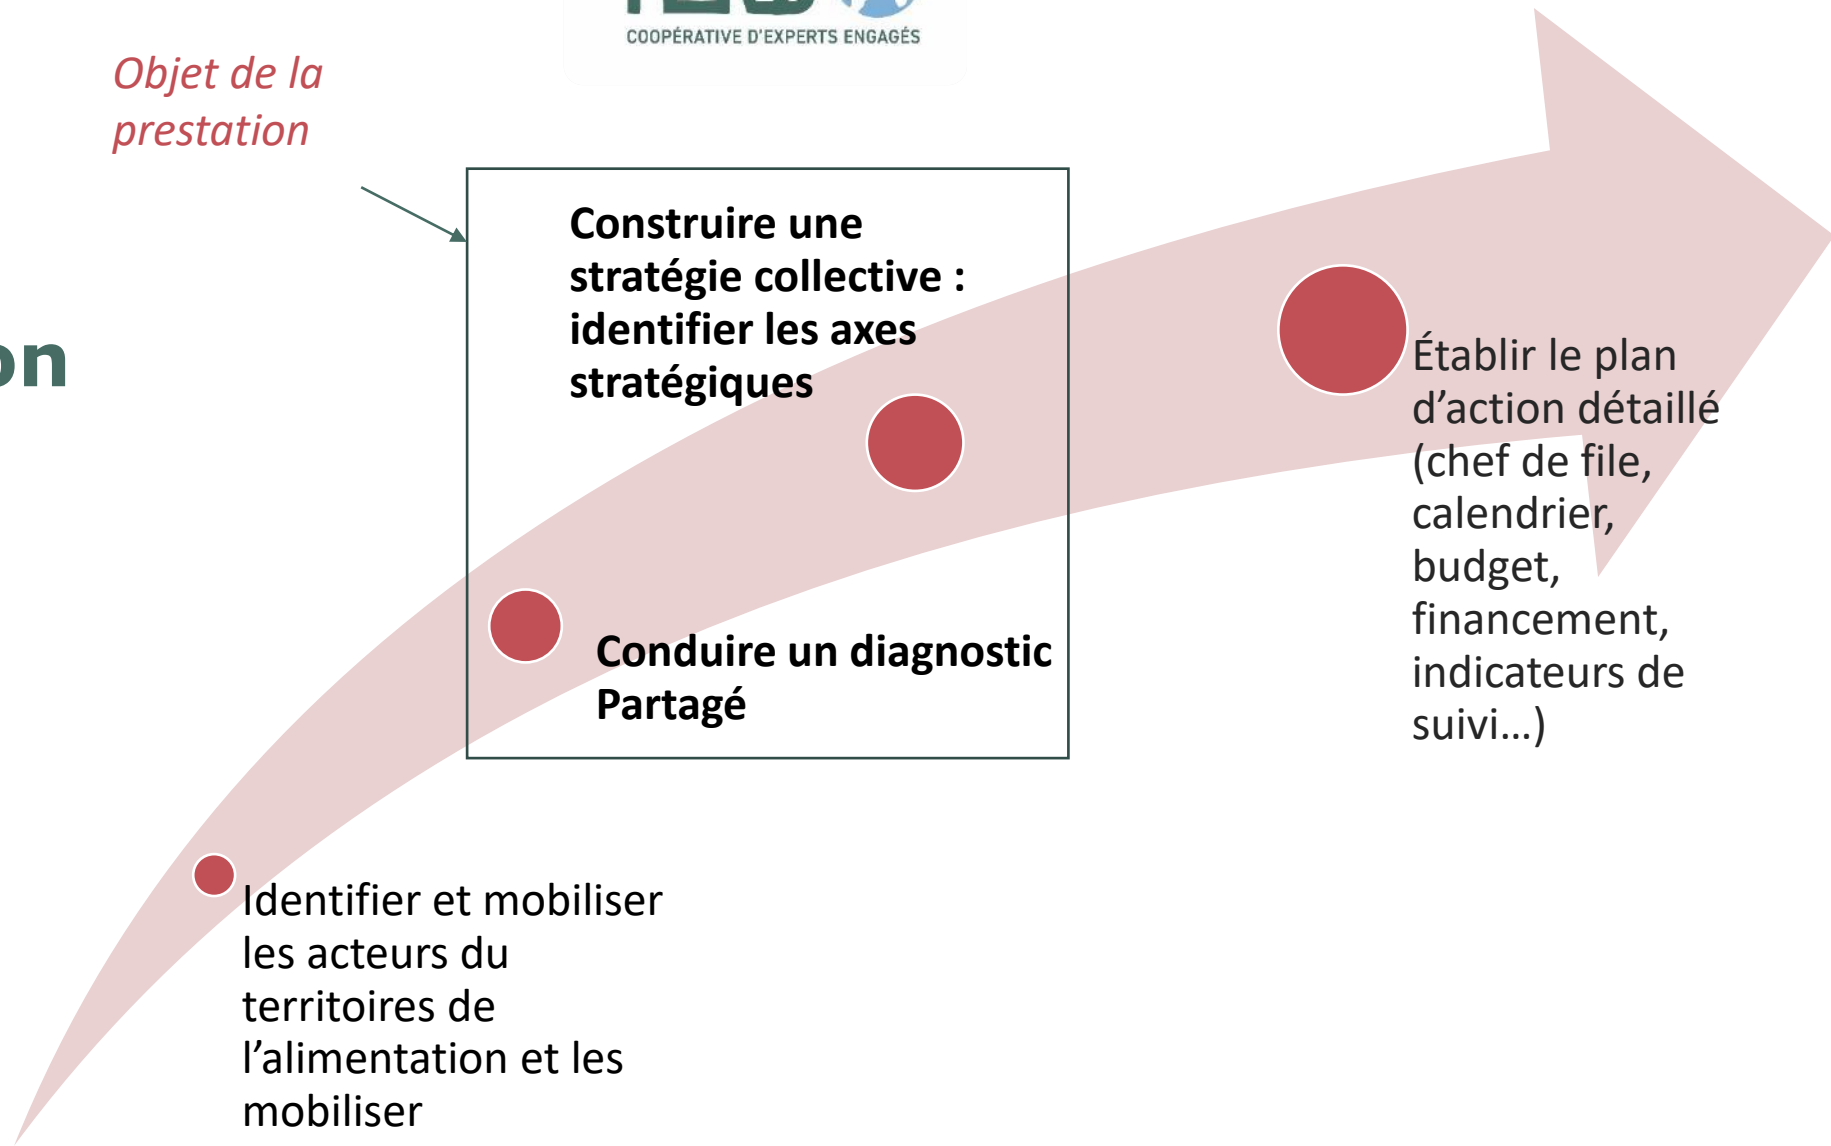 COOPÉRATIVE D'EXPERTS ENGAGÉS
Objet de la
prestation
on
Construire une
stratégie collective :
identifier les axes
stratégiques
Conduire un diagnostic
Partagé
Établir le plan
d’action détaillé
(chef de file,
calendrier,
budget,
financement,
indicateurs de
suivi…)
Identifier et mobiliser
les acteurs du
territoires de
l’alimentation et les
mobiliser